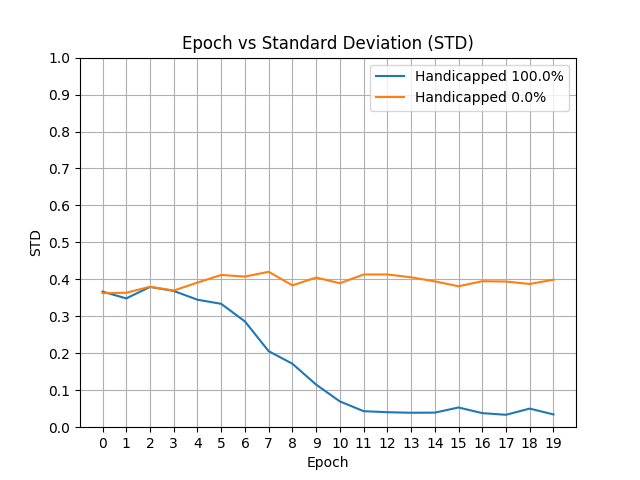 Epoch vs Standard Deviation (STD)
Handicapped 100.0%
Handicapped 0.0%
STD
1.0
0.9
0.8
0.7
0.6
0.5
0.4
0.3
0.2
0.1
0.0
0 1 2 3 4 5 6 7 8 9 10 11 12 13 14 15 16 17 18 19
Epoch